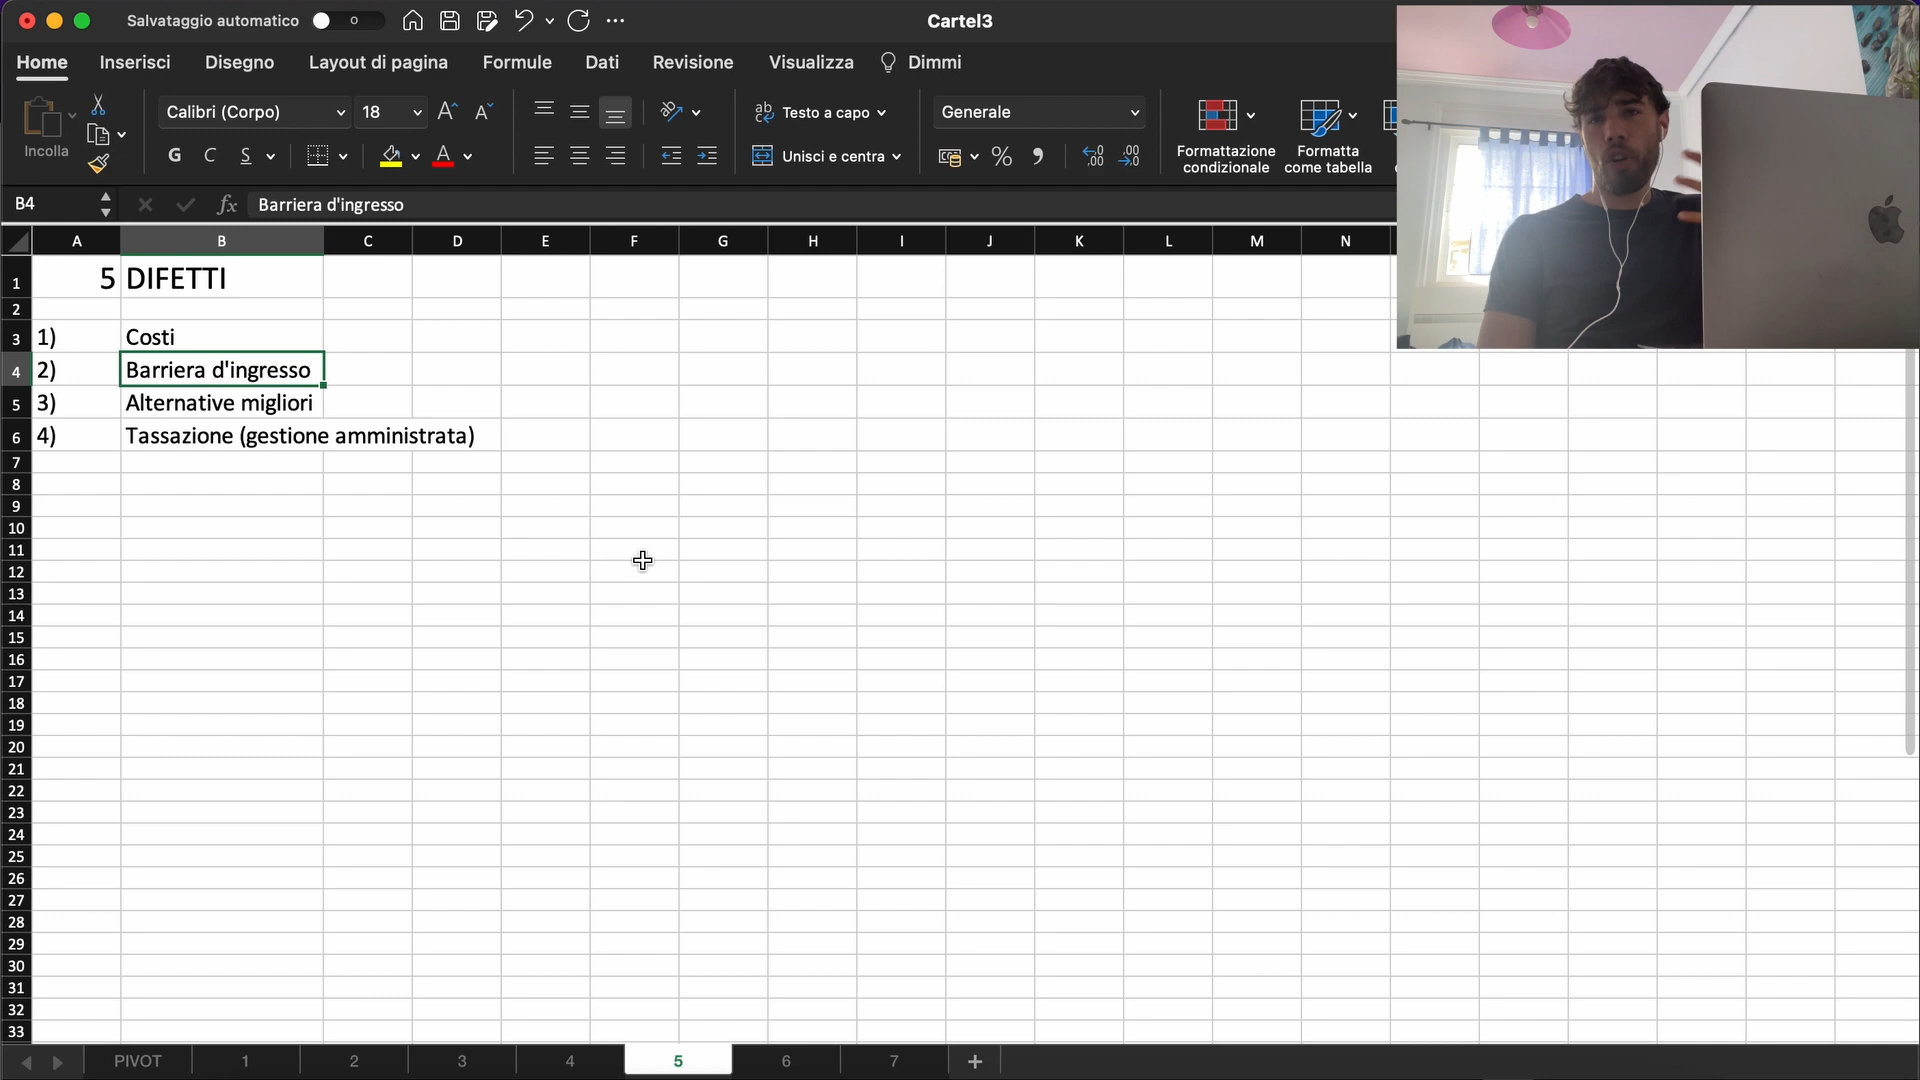 Salvataggio automatico
Cartel3
Home Inserisci Disegno Layout di pagina Formule Dati Revisione Visualizza Dimmi
Incolla
Calibri (Corpo) 18
G C S
Testo a capo
Unisci e centra
Generale
Formattazione condizionale
Formatta come tabella
B4 fx Barriera d'ingresso
A B C D E F G H I J K L M N
1 5 DIFETTI
2
3 1) Costi
4 2) Barriera d'ingresso
5 3) Alternative migliori
6 4) Tassazione (gestione amministrata)
7
8
9
10
11
12
13
14
15
16
17
18
19
20
21
22
23
24
25
26
27
28
29
30
31
32
33
PIVOT 1 2 3 4 5 6 7 +